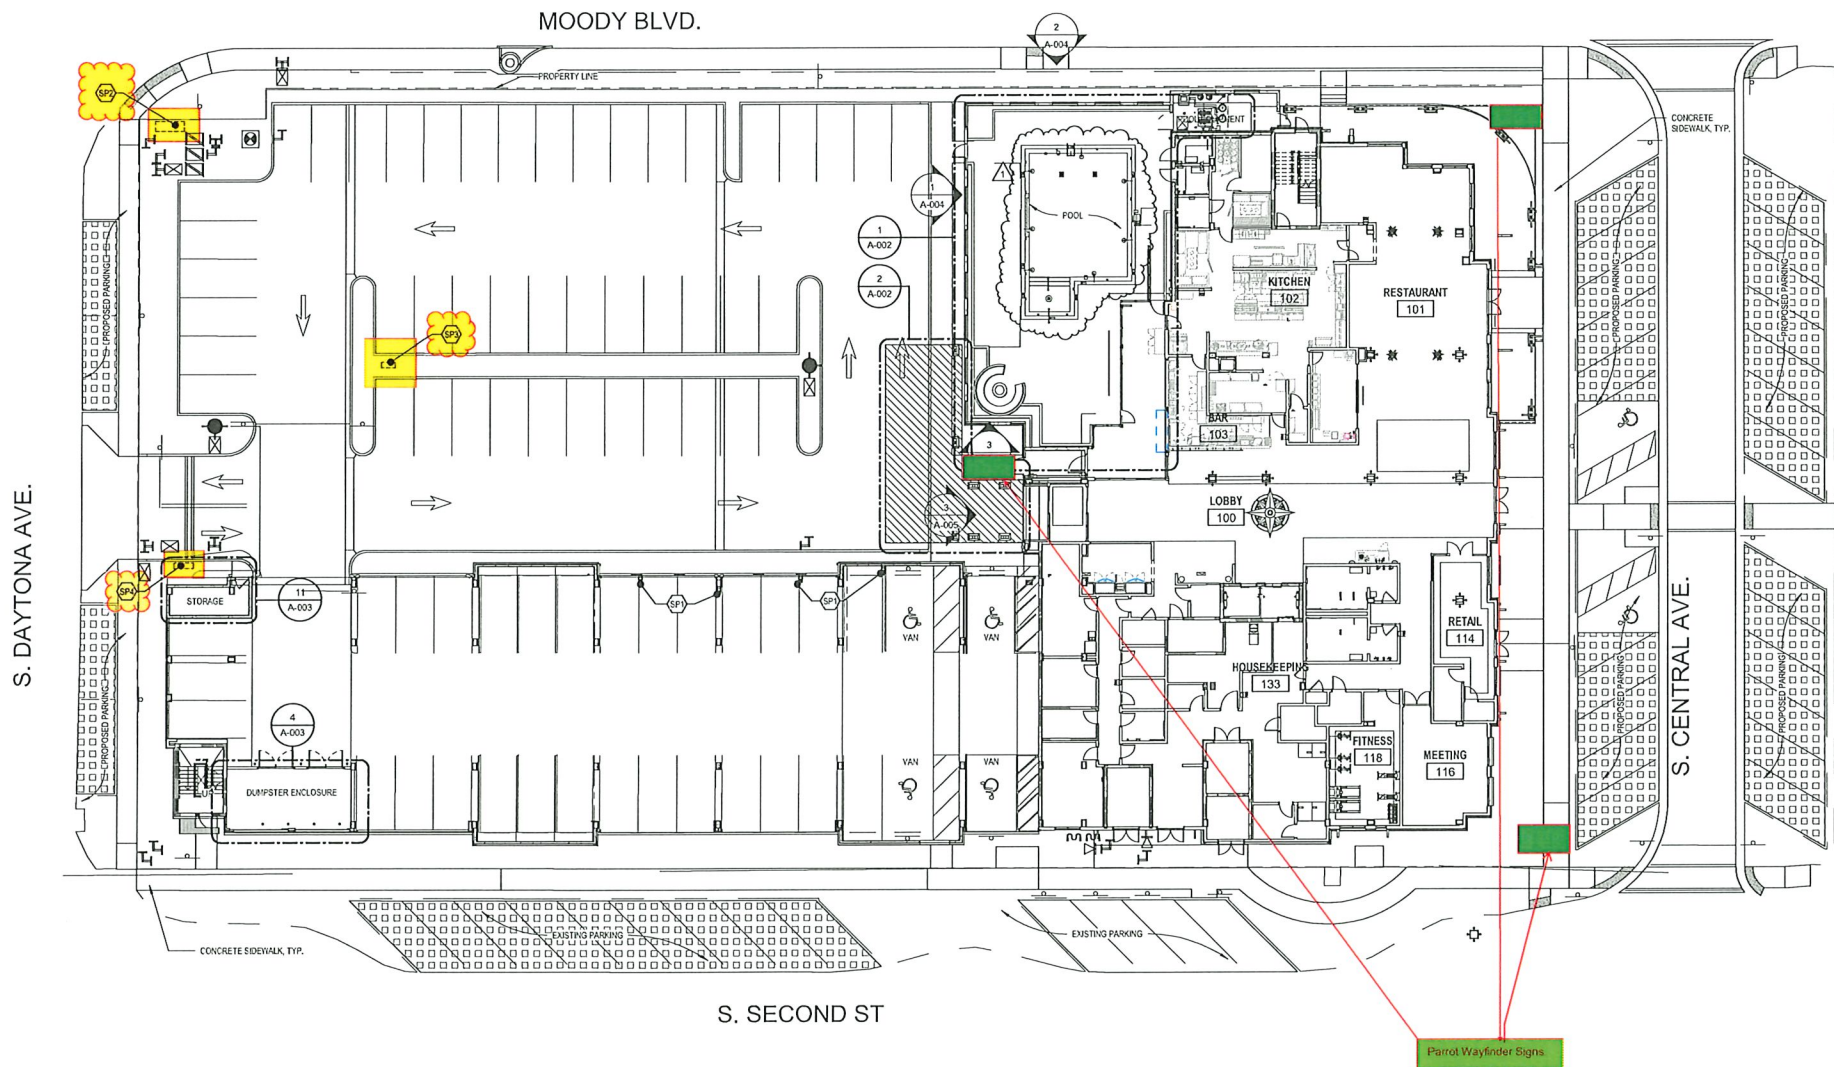 MOODY BLVD.
2
A-004
PROPERTY LINE
SP2
CONCRETE
SIDEWALK, TYP.
1
1
A-004
POOL
1
A-002
2
A-002
KITCHEN
102
RESTAURANT
101
SP3
PROPOSED PARKING
PROPOSED PARKING
PROPOSED PARKING
BAR
103
3
LOBBY
100
3
A-005
S. DAYTONA AVE.
S. CENTRAL AVE.
SP4
STORAGE
11
A-003
SP1
SP1
VAN
VAN
RETAIL
114
HOUSEKEEPING
133
PROPOSED PARKING
PROPOSED PARKING
PROPOSED PARKING
4
A-003
FITNESS
118
MEETING
116
VAN
VAN
UP
DUMPSTER ENCLOSURE
EXISTING PARKING
EXISTING PARKING
CONCRETE SIDEWALK, TYP.
S. SECOND ST
Parrot Wayfinder Signs